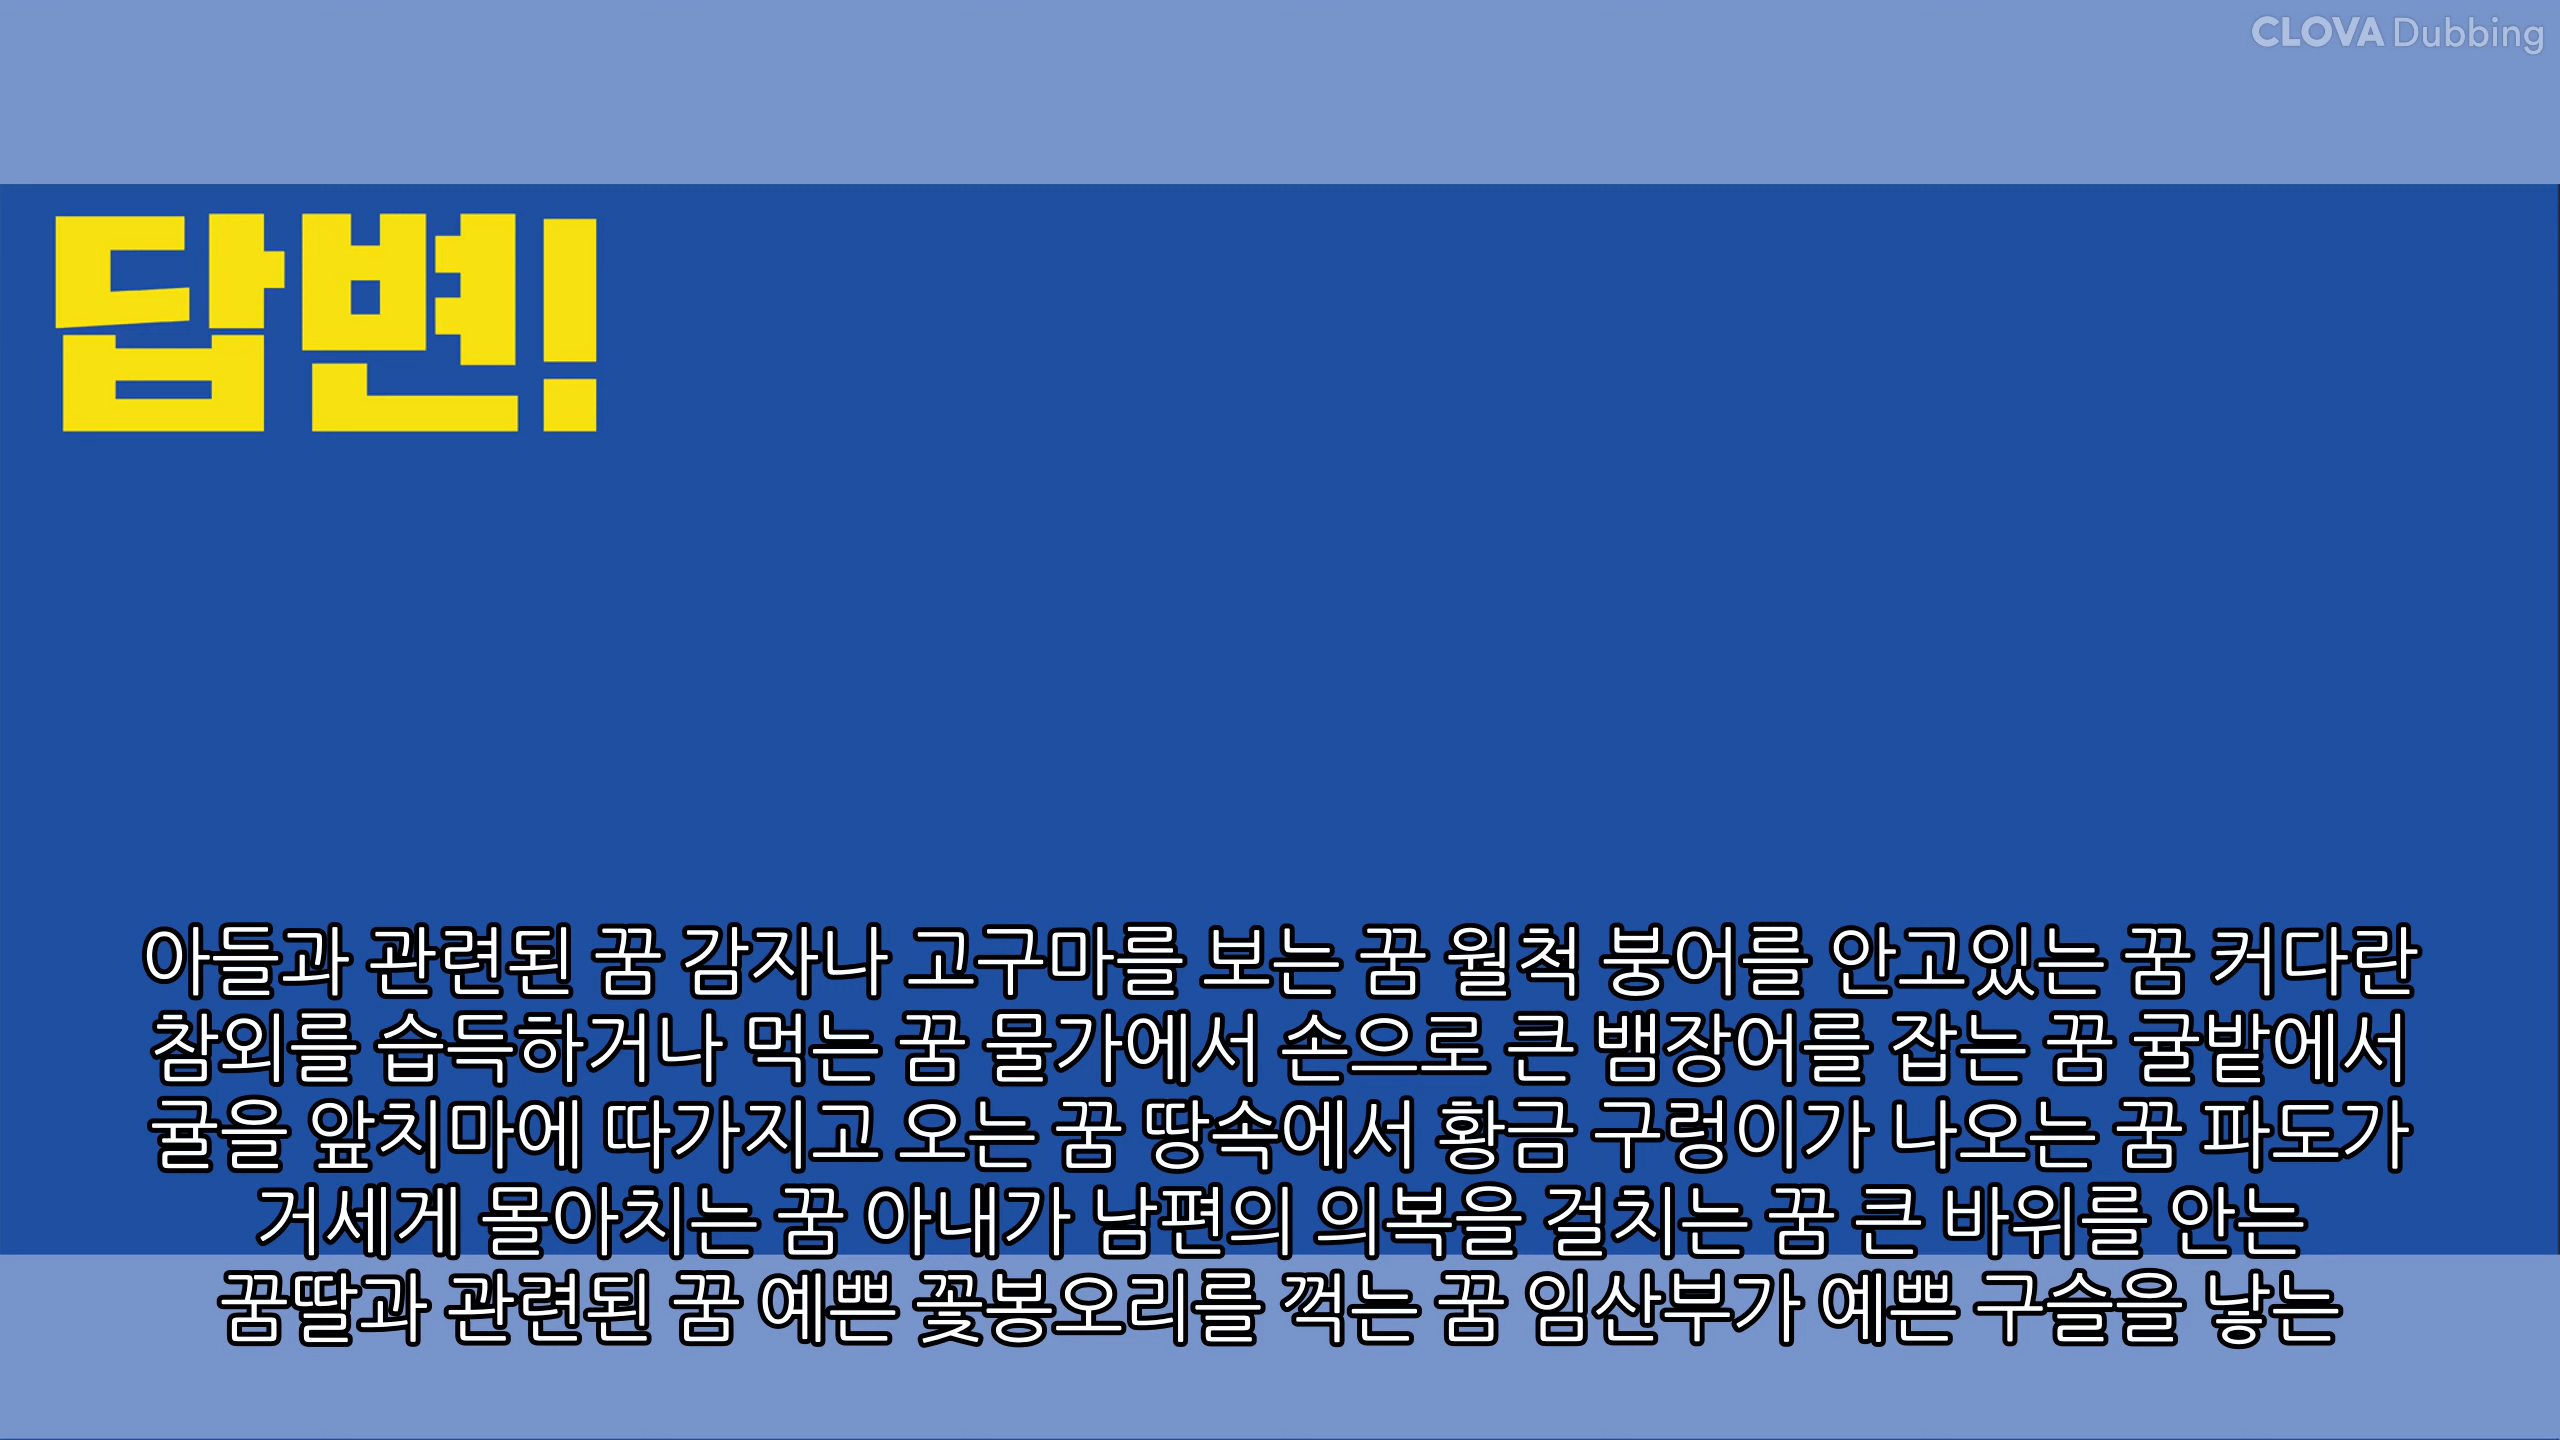 CLOVA Dubbing
답변!
아들과 관련된 꿈 감자나 고구마를 보는 꿈 월척 붕어를 안고있는 꿈 커다란
참외를 습득하거나 먹는 꿈 물가에서 손으로 큰 뱀장어를 잡는 꿈 귤밭에서
귤을 앞치마에 따가지고 오는 꿈 땅속에서 황금 구렁이가 나오는 꿈 파도가
거세게 몰아치는 꿈 아내가 남편의 의복을 걸치는 꿈 큰 바위를 안는
꿈딸과 관련된 꿈 예쁜 꽃봉오리를 꺽는 꿈 임산부가 예쁜 구슬을 낳는